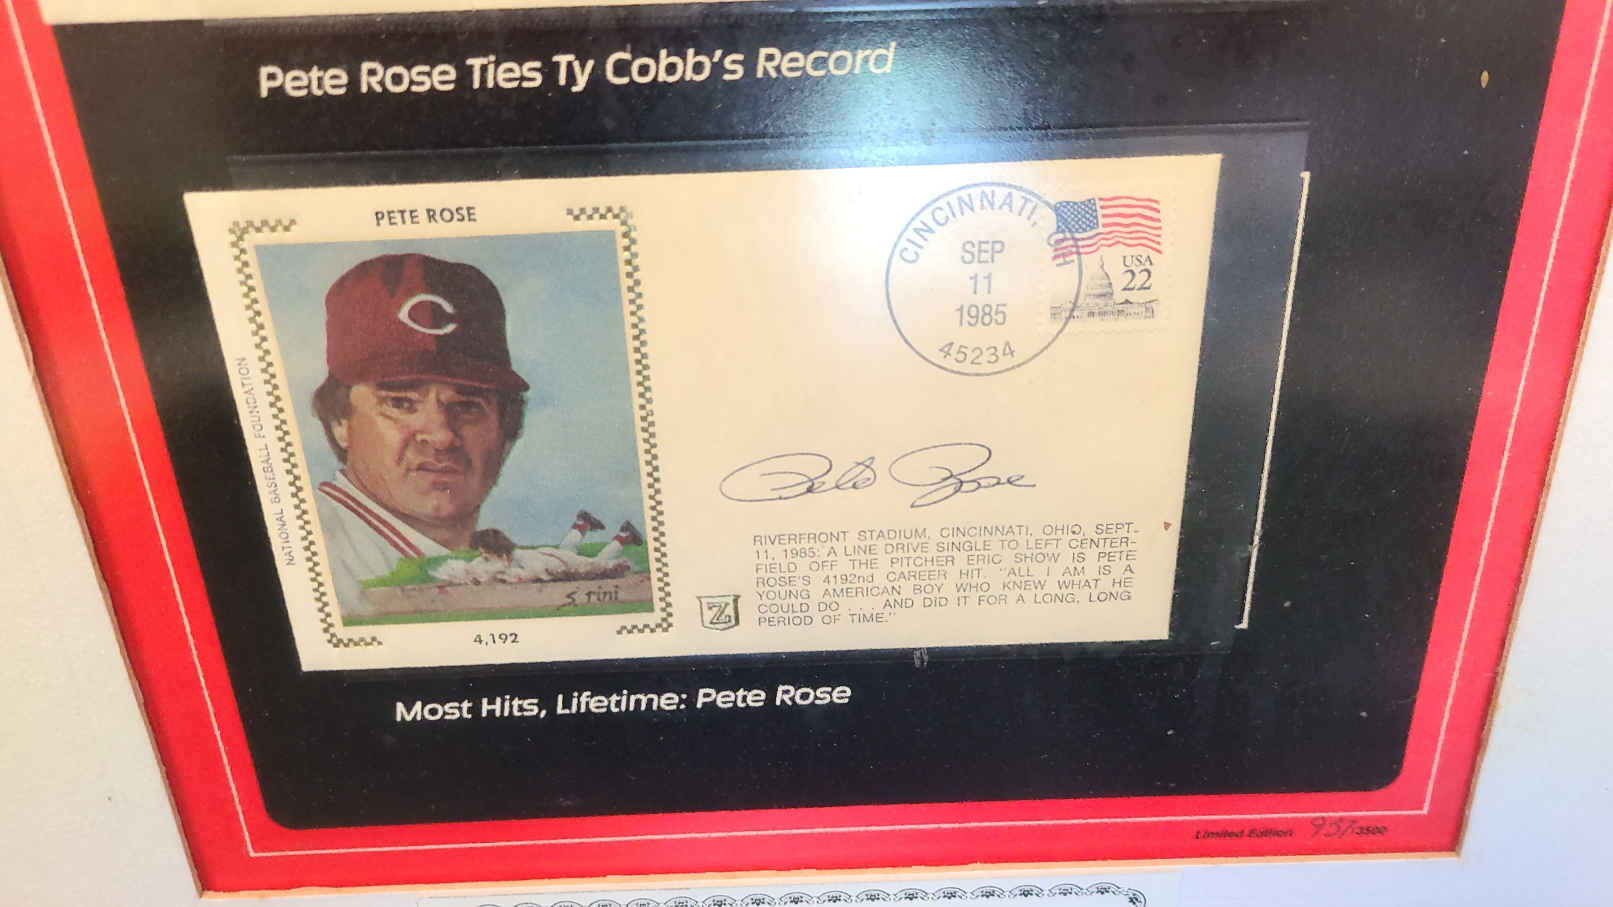 Pete Rose Ties Ty Cobb's Record
PETE ROSE
C
NATIONAL BASEBALL FOUNDATION
S. Tini
4,192
CINCINNATI, OH
SEP
11
1985
45234
USA
22
Pete Rose
RIVERFRONT STADIUM, CINCINNATI, OHIO, SEPT.
11, 1985: A LINE DRIVE SINGLE TO LEFT CENTER-
FIELD OFF THE PITCHER ERIC SHOW IS PETE
ROSE'S 4192nd CAREER HIT. "ALL I AM IS A
YOUNG AMERICAN BOY WHO KNEW WHAT HE
COULD DO . . . AND DID IT FOR A LONG, LONG
PERIOD OF TIME."
Z
Most Hits, Lifetime: Pete Rose
Limited Edition 937/3500